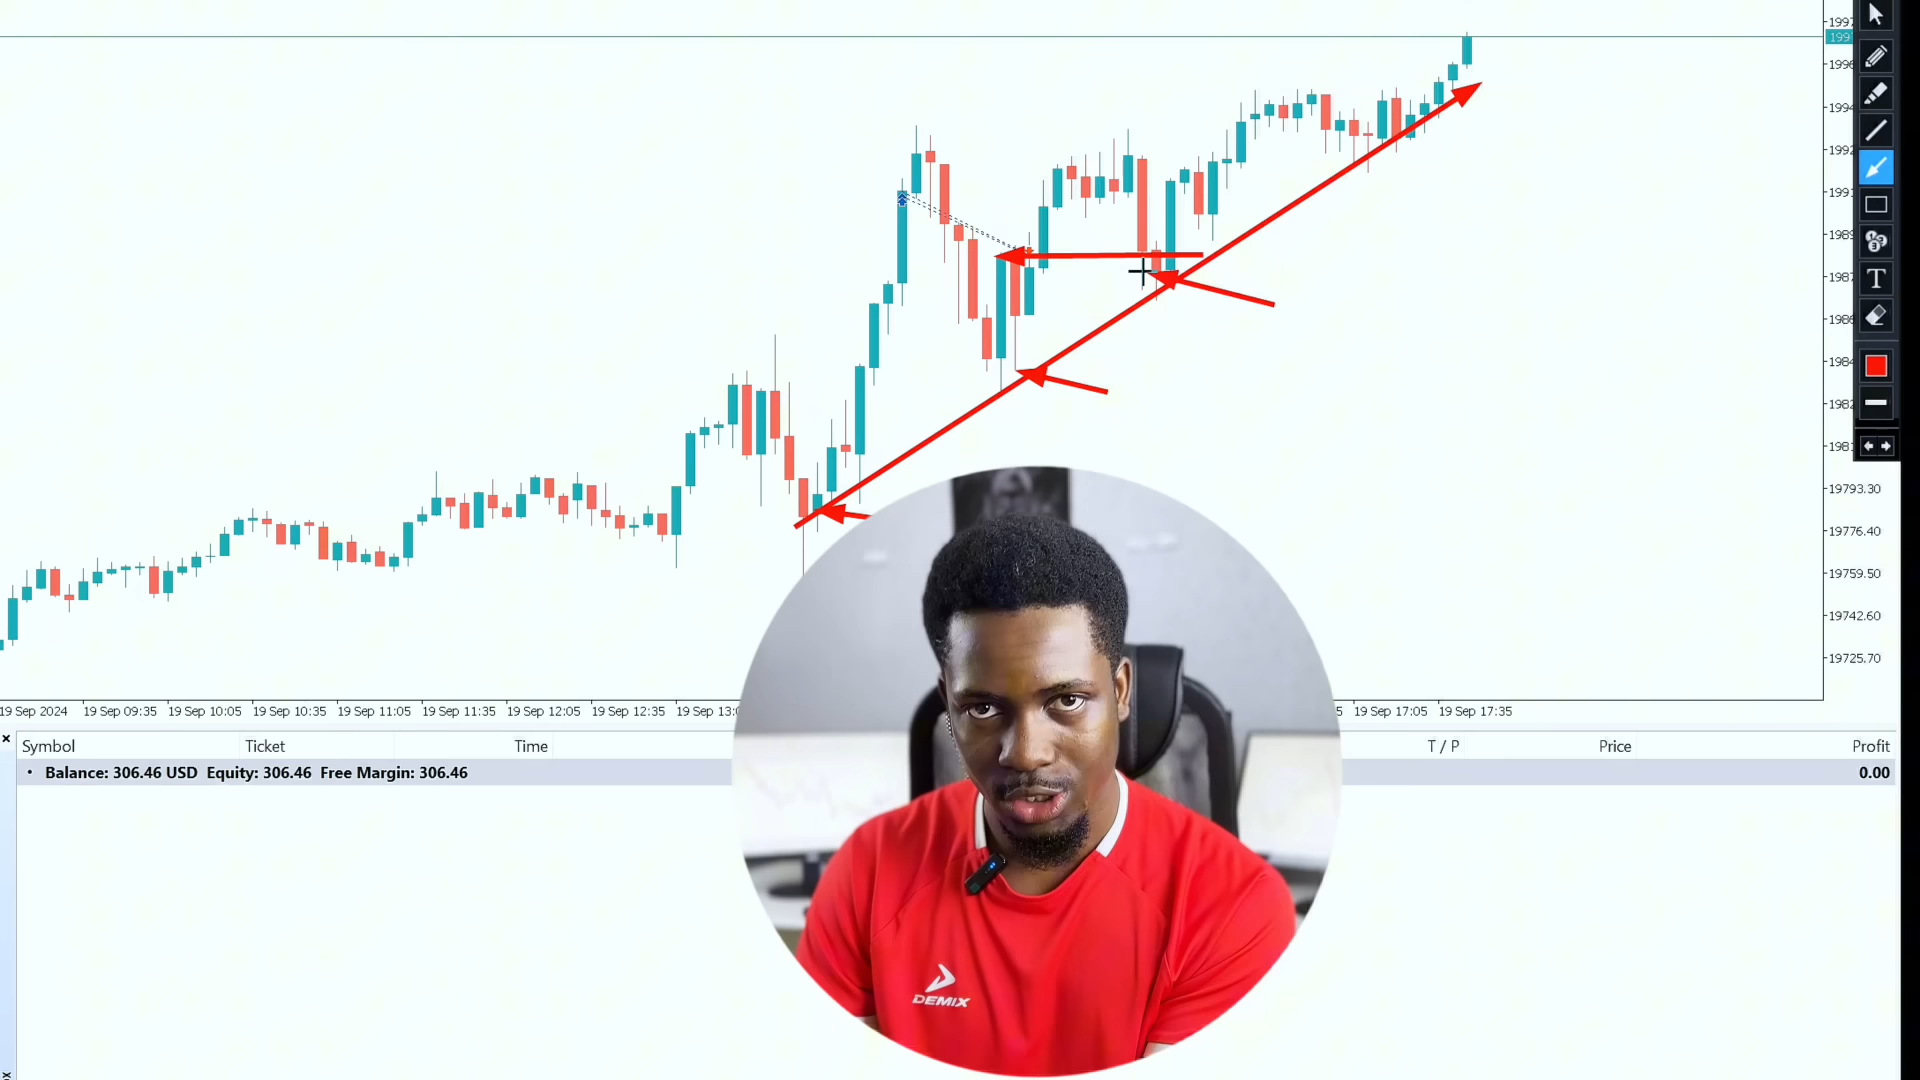 19793.30
19776.40
19759.50
19742.60
19725.70
19 Sep 2024 19 Sep 09:35 19 Sep 10:05 19 Sep 10:35 19 Sep 11:05 19 Sep 11:35 19 Sep 12:05 19 Sep 12:35 19 Sep 17:05 19 Sep 17:35
Symbol Ticket Time T / P Price Profit
• Balance: 306.46 USD Equity: 306.46 Free Margin: 306.46 0.00
T
DEMIX